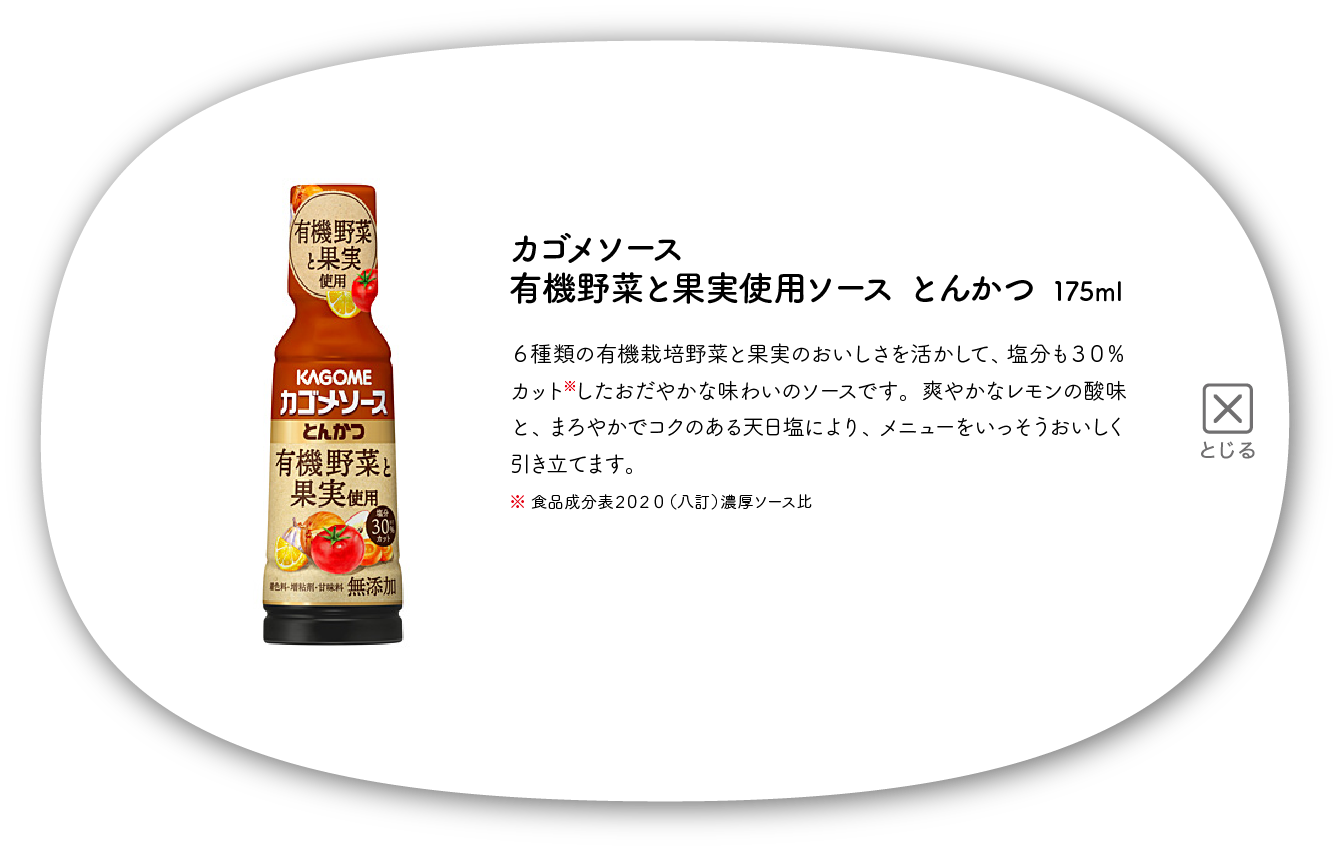 有機野菜
と果実
使用
KAGOME
カゴメソース
とんかつ
有機野菜と
果実使用
塩分
30%
カット
着色料・増粘剤・甘味料 無添加
カゴメソース
有機野菜と果実使用ソース とんかつ 175ml
６種類の有機栽培野菜と果実のおいしさを活かして、塩分も３０％
カット※したおだやかな味わいのソースです。爽やかなレモンの酸味
と、まろやかでコクのある天日塩により、メニューをいっそうおいしく
引き立てます。
※ 食品成分表２０２０（八訂）濃厚ソース比
とじる